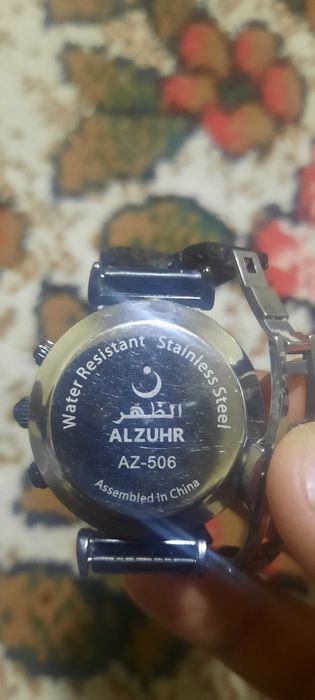 Water Resistant Stainless Steel
الظهر
ALZUHR
AZ-506
Assembled in China